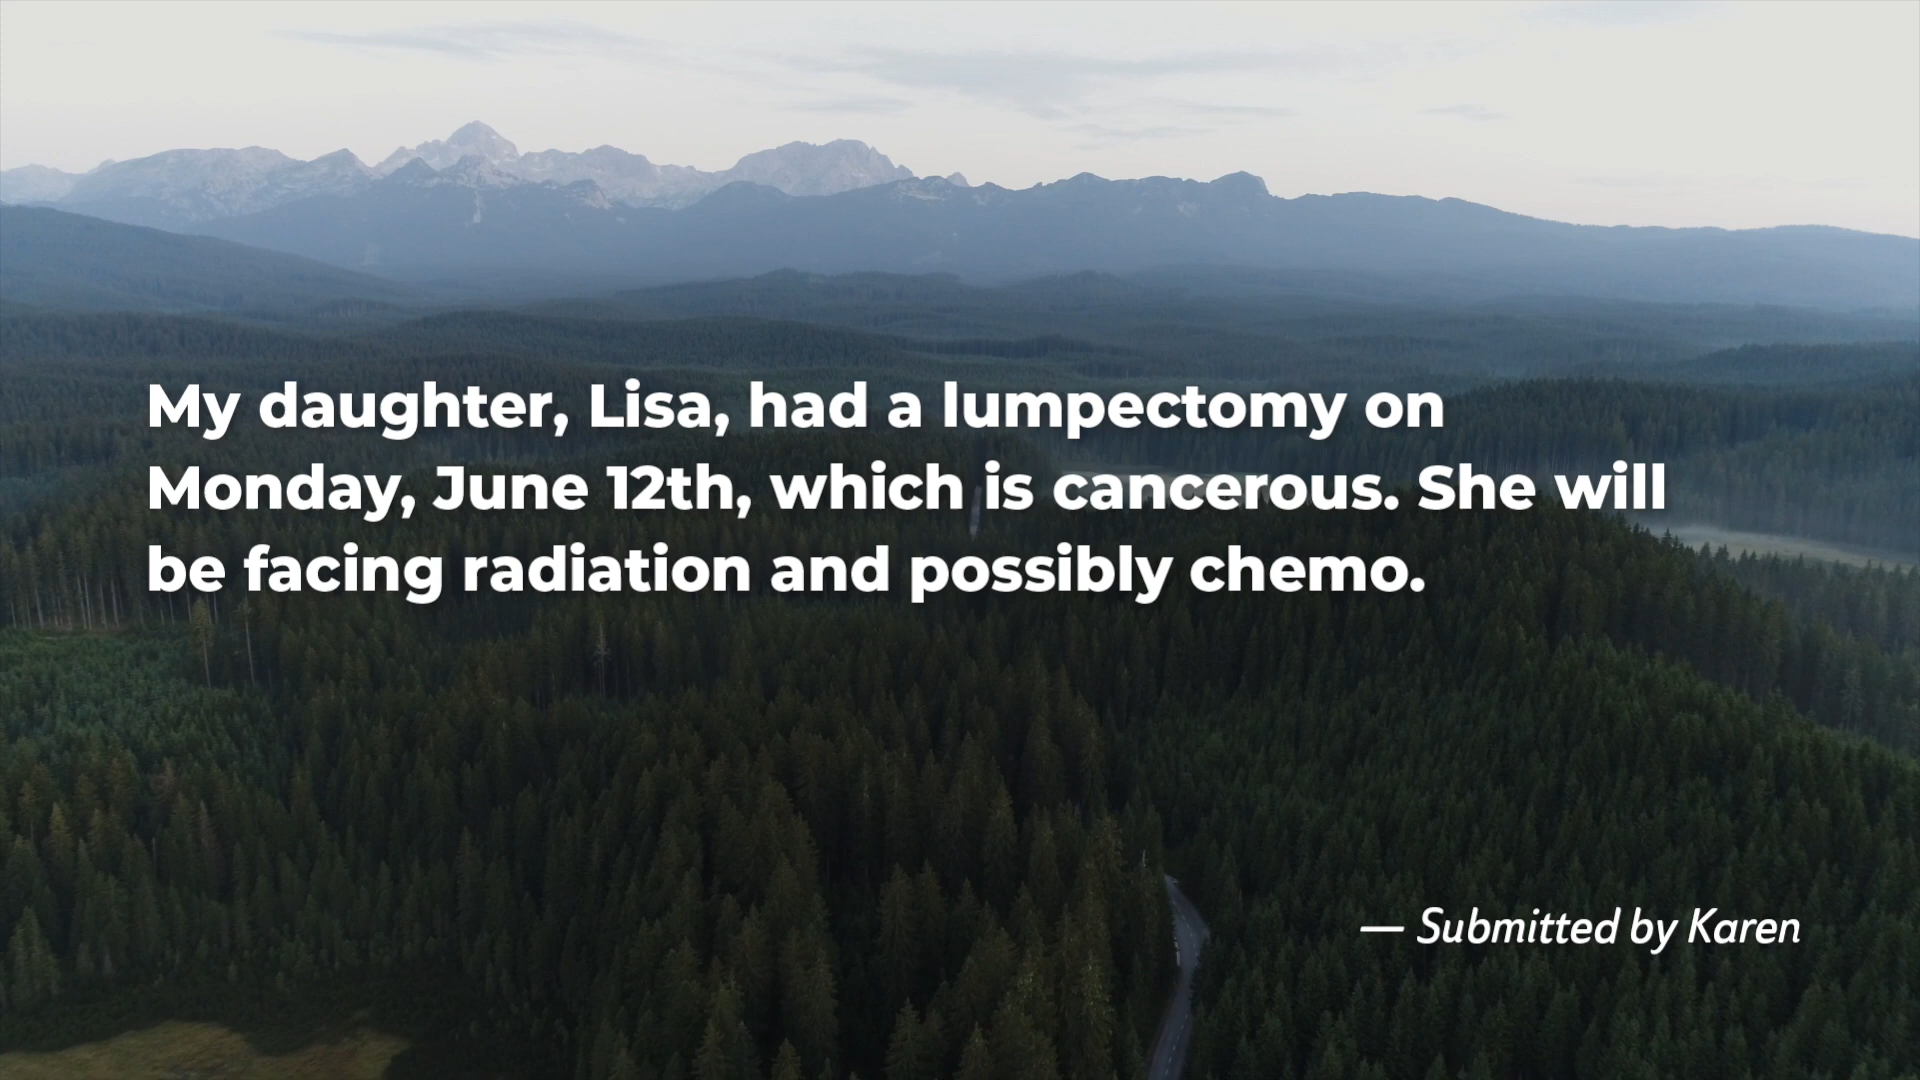 My daughter, Lisa, had a lumpectomy on
Monday, June 12th, which is cancerous. She will
be facing radiation and possibly chemo.
— Submitted by Karen